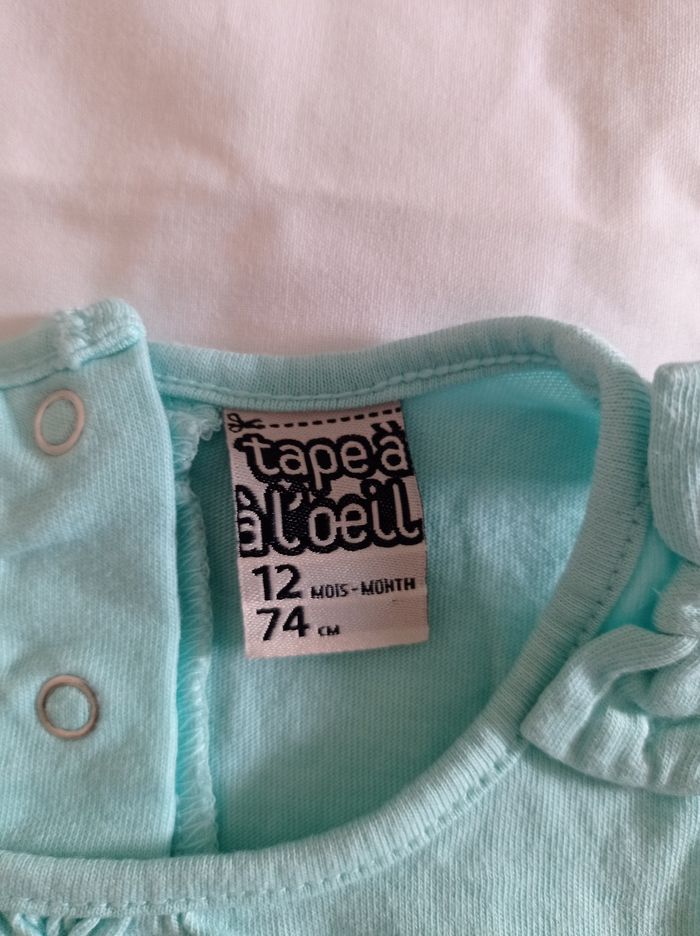 tape à
à l'oeil
12 MOIS-MONTH
74 CM